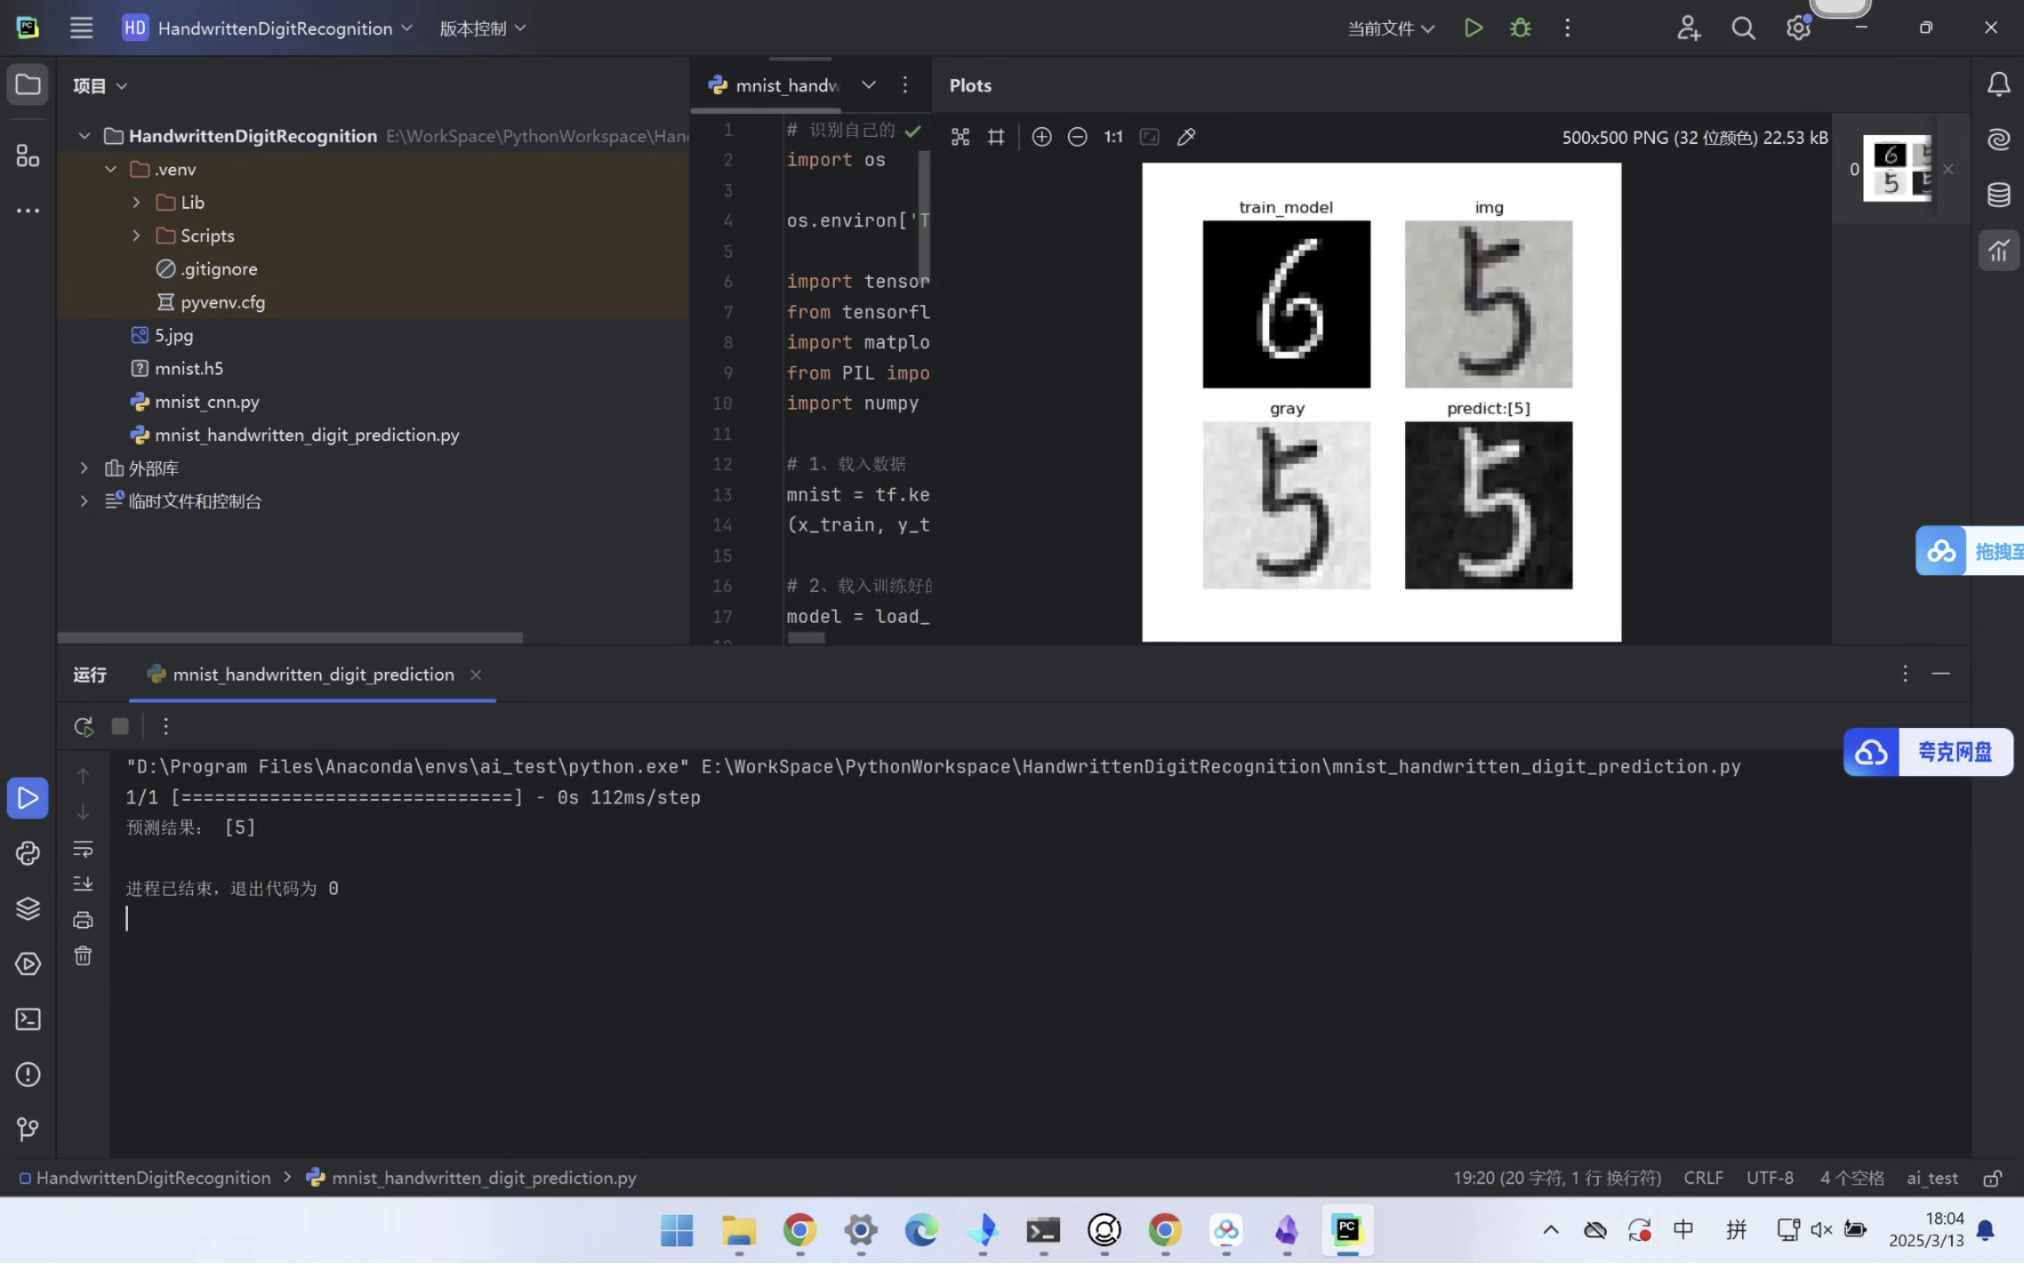 HD HandwrittenDigitRecognition 版本控制 当前文件
项目
HandwrittenDigitRecognition E:\WorkSpace\PythonWorkspace\Han
.venv
Lib
Scripts
.gitignore
pyvenv.cfg
5.jpg
mnist.h5
mnist_cnn.py
mnist_handwritten_digit_prediction.py
外部库
临时文件和控制台
mnist_handw
1 # 识别自己的
2 import os
3
4 os.environ['T
5
6 import tensor
7 from tensorfl
8 import matplo
9 from PIL impo
10 import numpy
11
12 # 1、载入数据
13 mnist = tf.ke
14 (x_train, y_t
15
16 # 2、载入训练好的
17 model = load_
Plots
1:1 500x500 PNG (32 位颜色) 22.53 kB
0
train_model img
6 5
gray predict:[5]
5 5
拖拽至
运行 mnist_handwritten_digit_prediction
夸克网盘
"D:\Program Files\Anaconda\envs\ai_test\python.exe" E:\WorkSpace\PythonWorkspace\HandwrittenDigitRecognition\mnist_handwritten_digit_prediction.py
1/1 [==============================] - 0s 112ms/step
预测结果： [5]
进程已结束，退出代码为 0
HandwrittenDigitRecognition > mnist_handwritten_digit_prediction.py 19:20 (20 字符, 1 行 换行符) CRLF UTF-8 4 个空格 ai_test
中 拼 18:04
2025/3/13